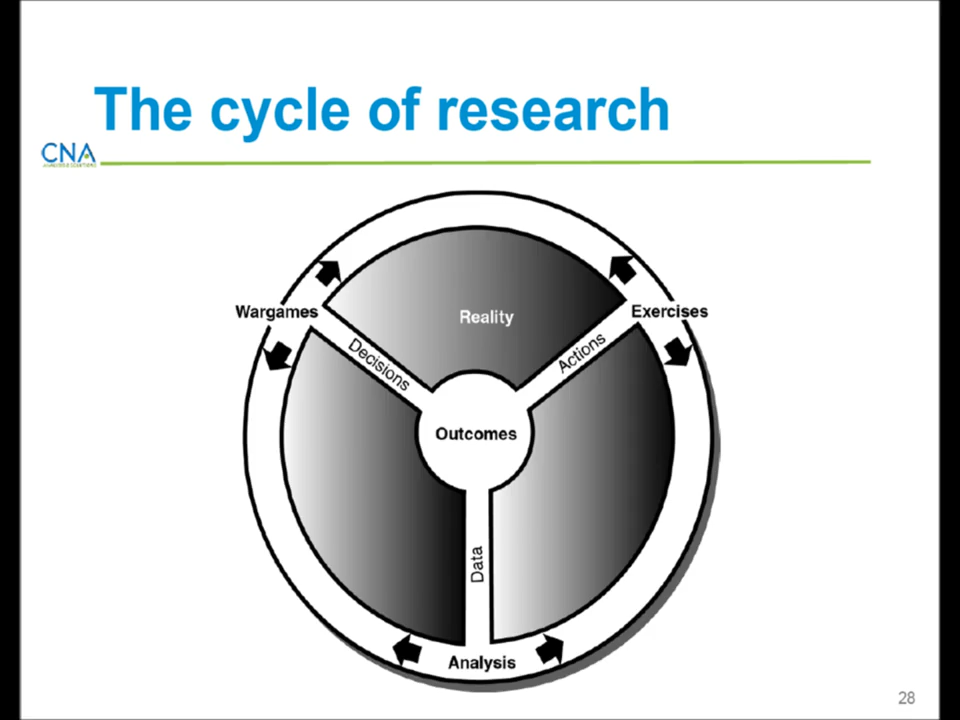 The cycle of research
CNA
Wargames
Exercises
Reality
Decisions
Actions
Outcomes
Data
Analysis
28